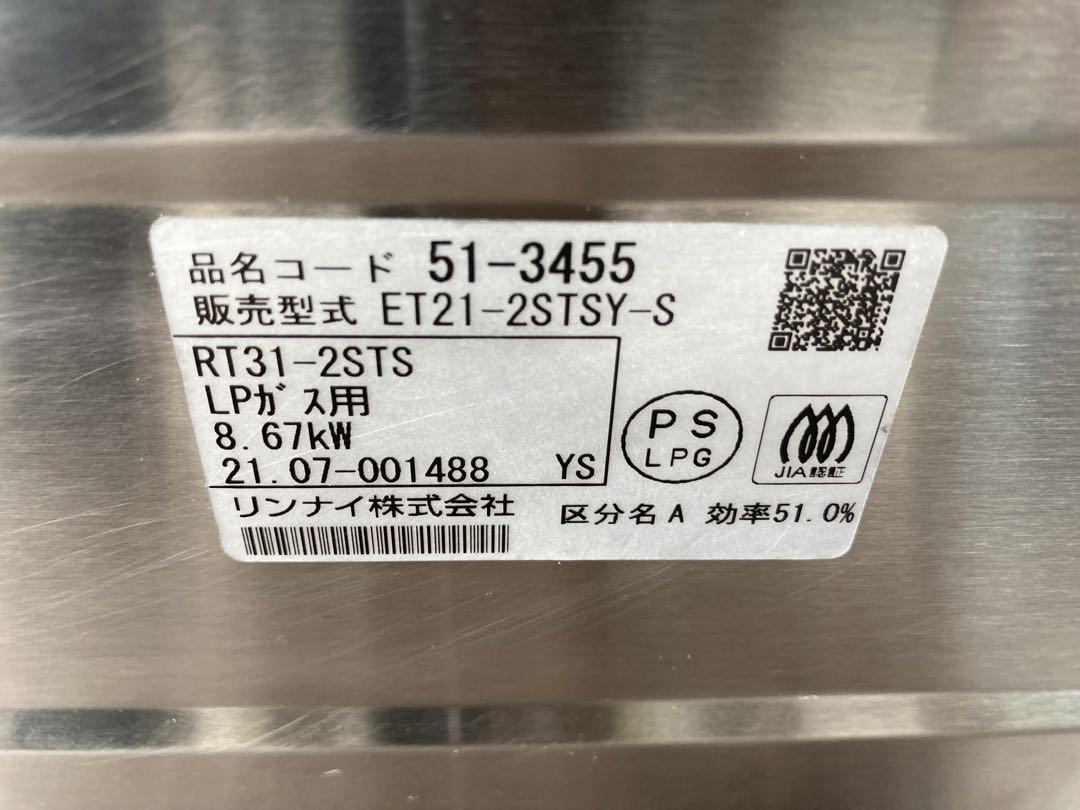 品名コード 51-3455
販売型式 ET21-2STSY-S
RT31-2STS
LPガス用
8.67kW
21.07-001488 YS
PS
LPG
JIA認証
リンナイ株式会社
区分名A 効率51.0%